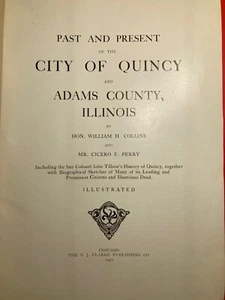 PAST AND PRESENT
OF THE
CITY OF QUINCY
AND
ADAMS COUNTY,
ILLINOIS
BY
HON. WILLIAM H. COLLINS
AND
MR. CICERO F. PERRY
Including the late Colonel John Tillson's History of Quincy, together
with Biographical Sketches of Many of its Leading and
Prominent Citizens and Illustrious Dead.
ILLUSTRATED
CHICAGO:
THE S. J. CLARKE PUBLISHING CO.
1905